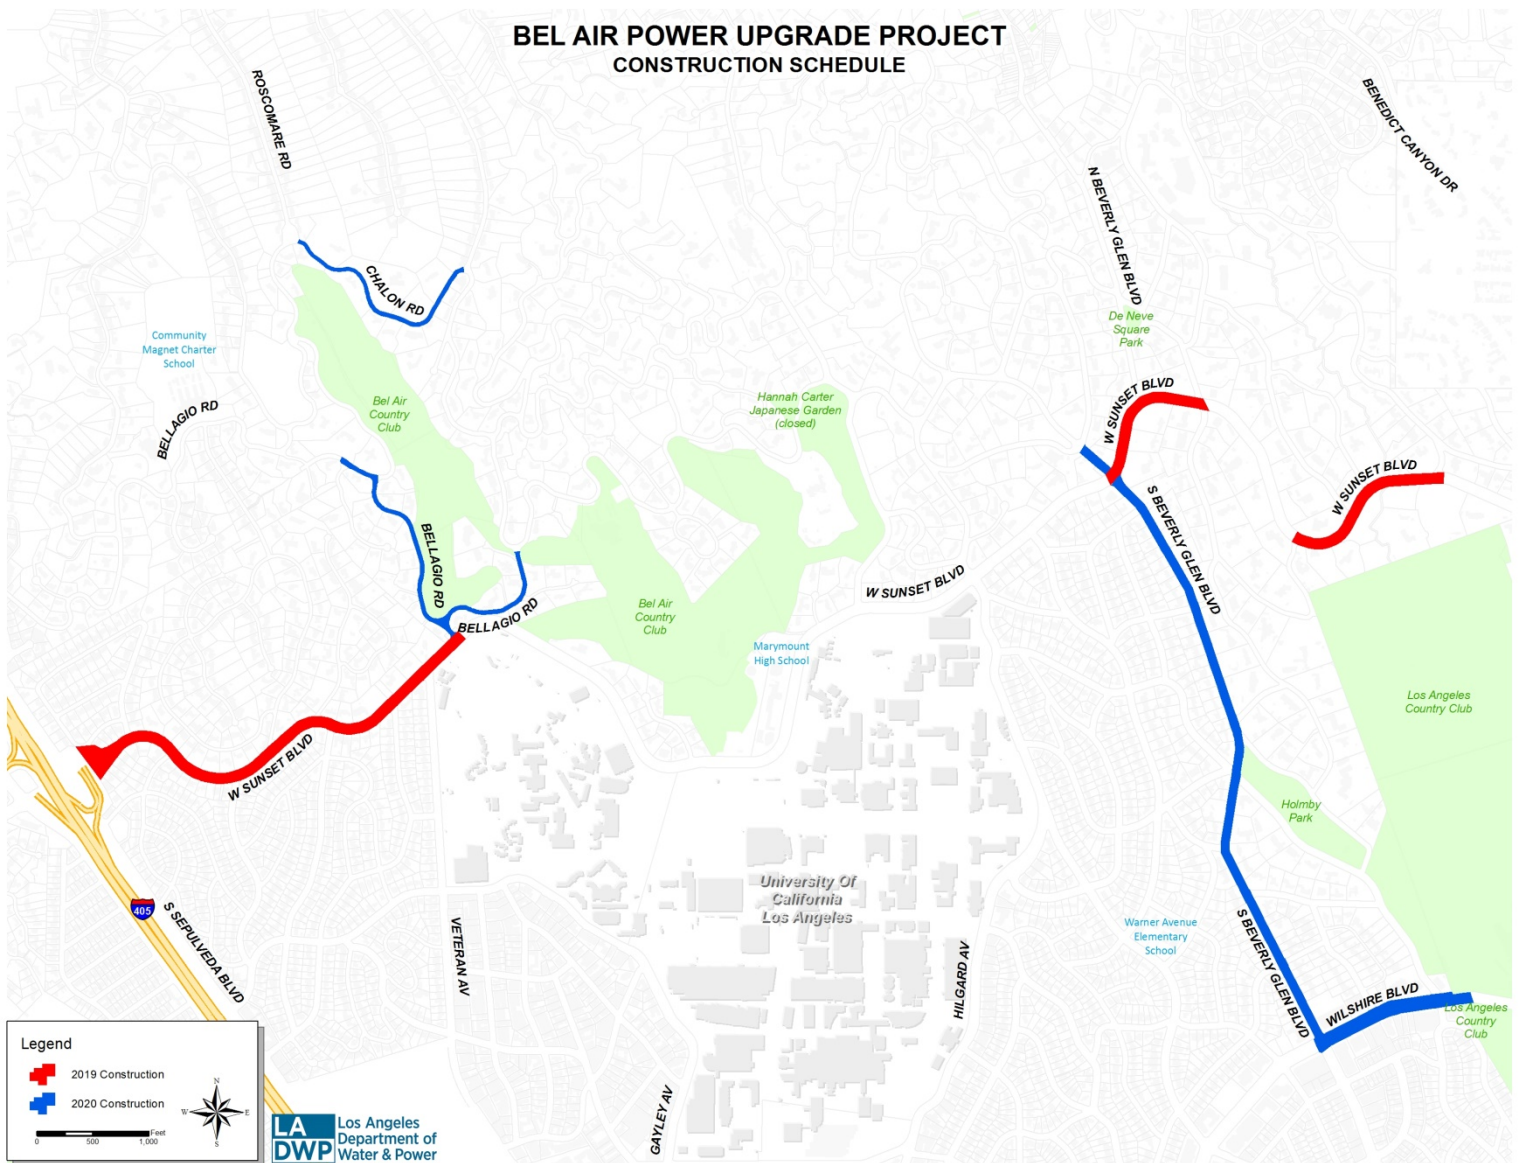 BEL AIR POWER UPGRADE PROJECT
CONSTRUCTION SCHEDULE
ROSCOMARE RD
BENEDICT CANYON DR
N BEVERLY GLEN BLVD
CHALON RD
De Neve
Square
Park
Community
Magnet Charter
School
W SUNSET BLVD
Hannah Carter
Japanese Garden
(closed)
Bel Air
Country
Club
BELLAGIO RD
W SUNSET BLVD
S BEVERLY GLEN BLVD
BELLAGIO RD
W SUNSET BLVD
BELLAGIO RD
Bel Air
Country
Club
Marymount
High School
Los Angeles
Country Club
W SUNSET BLVD
Holmby
Park
University Of
California
Los Angeles
405
S SEPULVEDA BLVD
VETERAN AV
HILGARD AV
Warner Avenue
Elementary
School
S BEVERLY GLEN BLVD
WILSHIRE BLVD
Los Angeles
Country
Club
GAYLEY AV
Legend
2019 Construction
2020 Construction
N
W
E
S
Feet
0 500 1,000
LA
DWP
Los Angeles
Department of
Water & Power